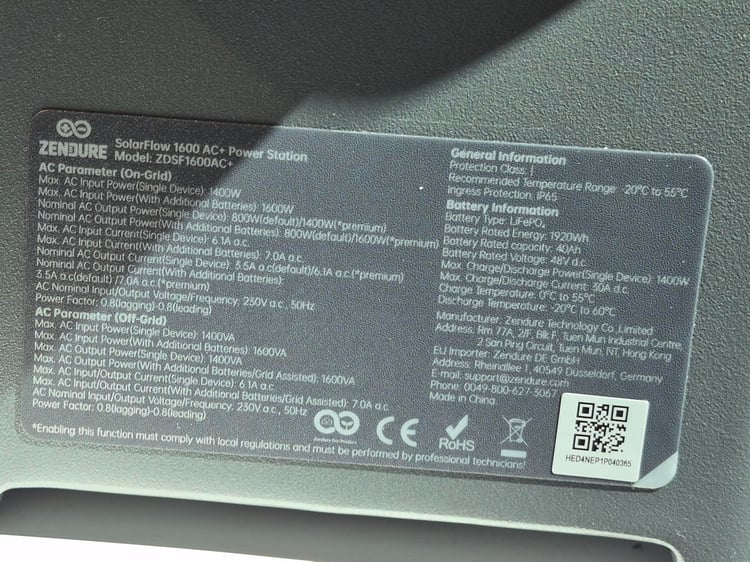 ZENDURE
SolarFlow 1600 AC+ Power Station
Model: ZDSF1600AC+
AC Parameter (On-Grid)
Max. AC Input Power(Single Device): 1400W
Max. AC Input Power(With Additional Batteries): 1600W
Nominal AC Output Power(Single Device): 800W(default)/1400W(*premium)
Nominal AC Output Power(With Additional Batteries): 800W(default)/1600W(*premium)
Max. AC Input Current(Single Device): 6.1A a.c.
Max. AC Input Current(With Additional Batteries): 7.0A a.c.
Nominal AC Output Current(Single Device): 3.5A a.c(default)/6.1A a.c.(*premium)
Nominal AC Output Current(With Additional Batteries):
3.5A a.c(default)/7.0A a.c.(*premium)
AC Norninal Input/Output Voltage/Frequency: 230V a.c., 50Hz
Power Factor: 0.8(lagging)-0.8(leading)
AC Parameter (Off-Grid)
Max. AC Input Power(Single Device): 1400VA
Max. AC Input Power(With Additional Batteries): 1600VA
Max. AC Output Power(Single Device): 1400VA
Max. AC Output Power(With Additional Batteries/Grid Assisted): 1600VA
Max. AC Input/Output Current(Single Device): 6.1A a.c.
Max. AC Input/Output Current(With Additional Batteries/Grid Assisted): 7.0A a.c
AC Nominal Input/Output Voltage/Frequency: 230V a.c., 50Hz
Power Factor: 0.8(lagging)-0.8(leading)
*Enabling this function must comply with local regulations and must be performed by professional technicians!
General Information
Protection Class: I
Recommended Temperature Range: -20°C to 55°C
Ingress Protection: IP65
Battery Information
Battery Type: LiFePO₄
Battery Rated Energy: 1920Wh
Battery Rated capacity: 40Ah
Battery Rated Voltage: 48V d.c.
Max. Charge/Discharge Power(Single Device): 1400W
Max. Charge/Discharge Current: 30A d.c.
Charge Temperature: 0°C to 55°C
Discharge Temperature: -20°C to 60°C
Manufacturer: Zendure Technology Co., Limited
Address: Rm 77A, 2/F, Blk F, Tuen Mun Industrial Centre,
2 San Ping Circuit, Tuen Mun, NT, Hong Kong
EU Importer: Zendure DE GmbH
Address: Rheinallee 1, 40549 Düsseldorf, Germany
E-mail: support@zendure.com
Phone: 0049-800-627-3067
Made in China
CE
RoHS
HED4NEP1P040365